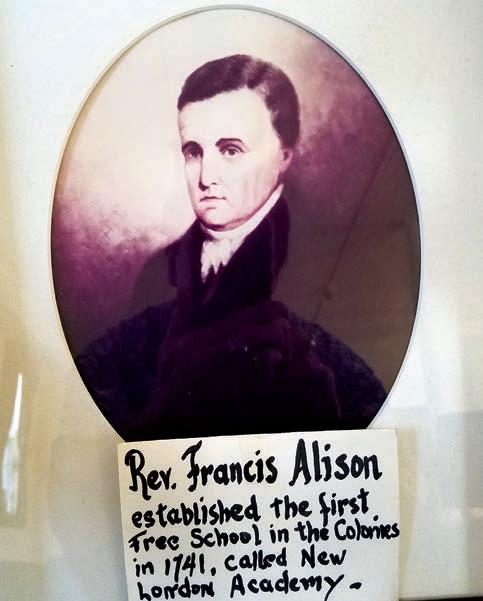 Rev. Francis Alison
established the first
Free School in the Colonies
in 1741, called New
London Academy.